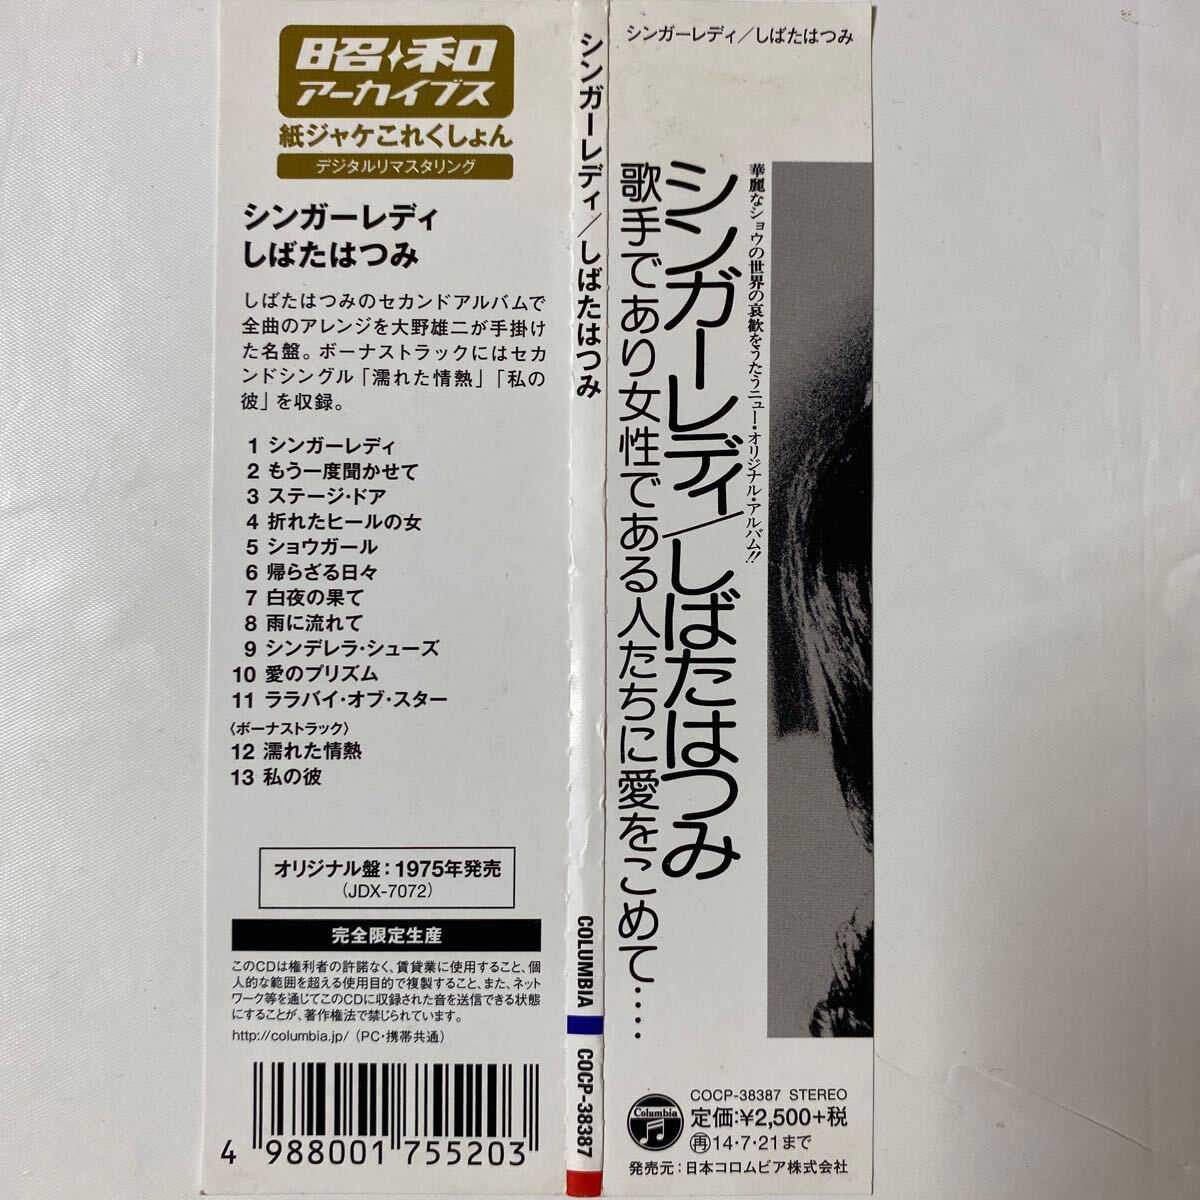 昭和
アーカイブス
紙ジャケこれくしょん
デジタルリマスタリング
シンガーレディ
しばたはつみ
しばたはつみのセカンドアルバムで
全曲のアレンジを大野雄二が手掛け
た名盤。ボーナストラックにはセカ
ンドシングル「濡れた情熱」「私の
彼」を収録。
1 シンガーレディ
2 もう一度聞かせて
3 ステージ・ドア
4 折れたヒールの女
5 ショウガール
6 帰らざる日々
7 白夜の果て
8 雨に流れて
9 シンデレラ・シューズ
10 愛のプリズム
11 ララバイ・オブ・スター
〈ボーナストラック〉
12 濡れた情熱
13 私の彼
オリジナル盤：1975年発売
(JDX-7072)
完全限定生産
このCDは権利者の許諾なく、賃貸業に使用すること、個
人的な範囲を超える使用目的で複製すること、また、ネット
ワーク等を通じてこのCDに収録された音を送信できる状態
にすることが、著作権法で禁じられています。
http://columbia.jp/（PC・携帯共通）
4 988001 755203
シンガーレディ／しばたはつみ
COLUMBIA
COCP-38387
シンガーレディ／しばたはつみ
華麗なショウの世界の哀歓をうたうニュー・オリジナル・アルバム!!
シンガーレディ／しばたはつみ
歌手であり女性である人たちに愛をこめて‥‥
Columbia
COCP-38387 STEREO
定価:¥2,500+税
再14・7・21まで
発売元：日本コロムビア株式会社